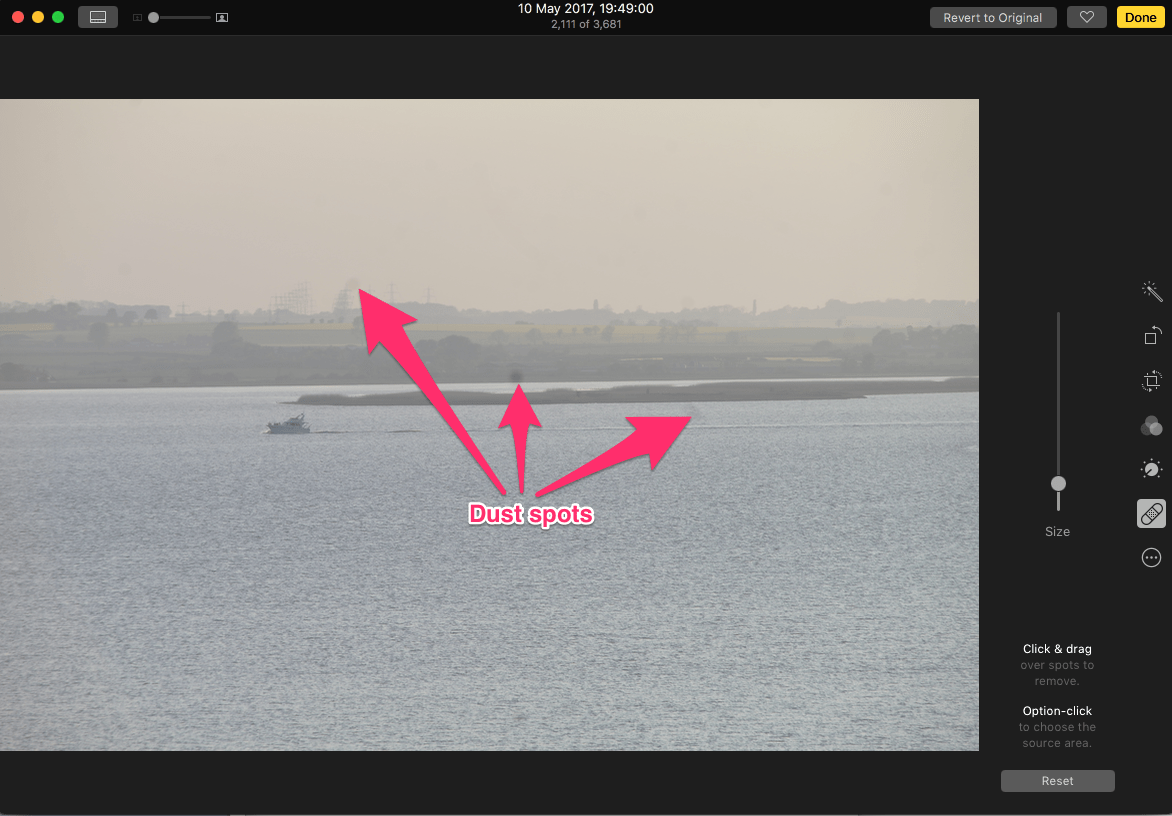 10 May 2017, 19:49:00
2,111 of 3,681
Revert to Original
Done
Dust spots
Size
Click & drag
over spots to
remove.
Option-click
to choose the
source area.
Reset